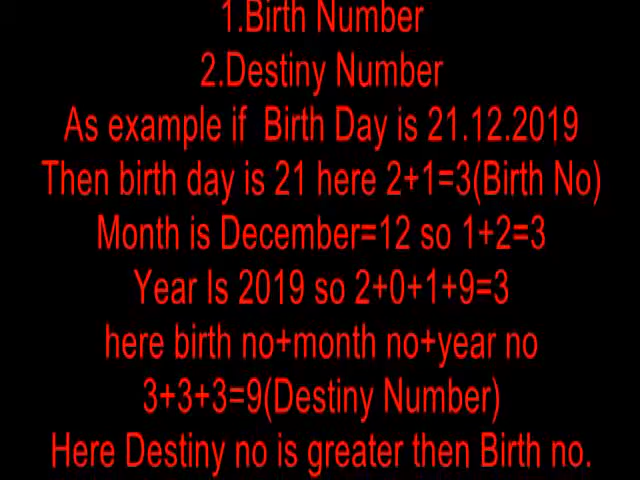 1.Birth Number
2.Destiny Number
As example if Birth Day is 21.12.2019
Then birth day is 21 here 2+1=3(Birth No)
Month is December=12 so 1+2=3
Year Is 2019 so 2+0+1+9=3
here birth no+month no+year no
3+3+3=9(Destiny Number)
Here Destiny no is greater then Birth no.